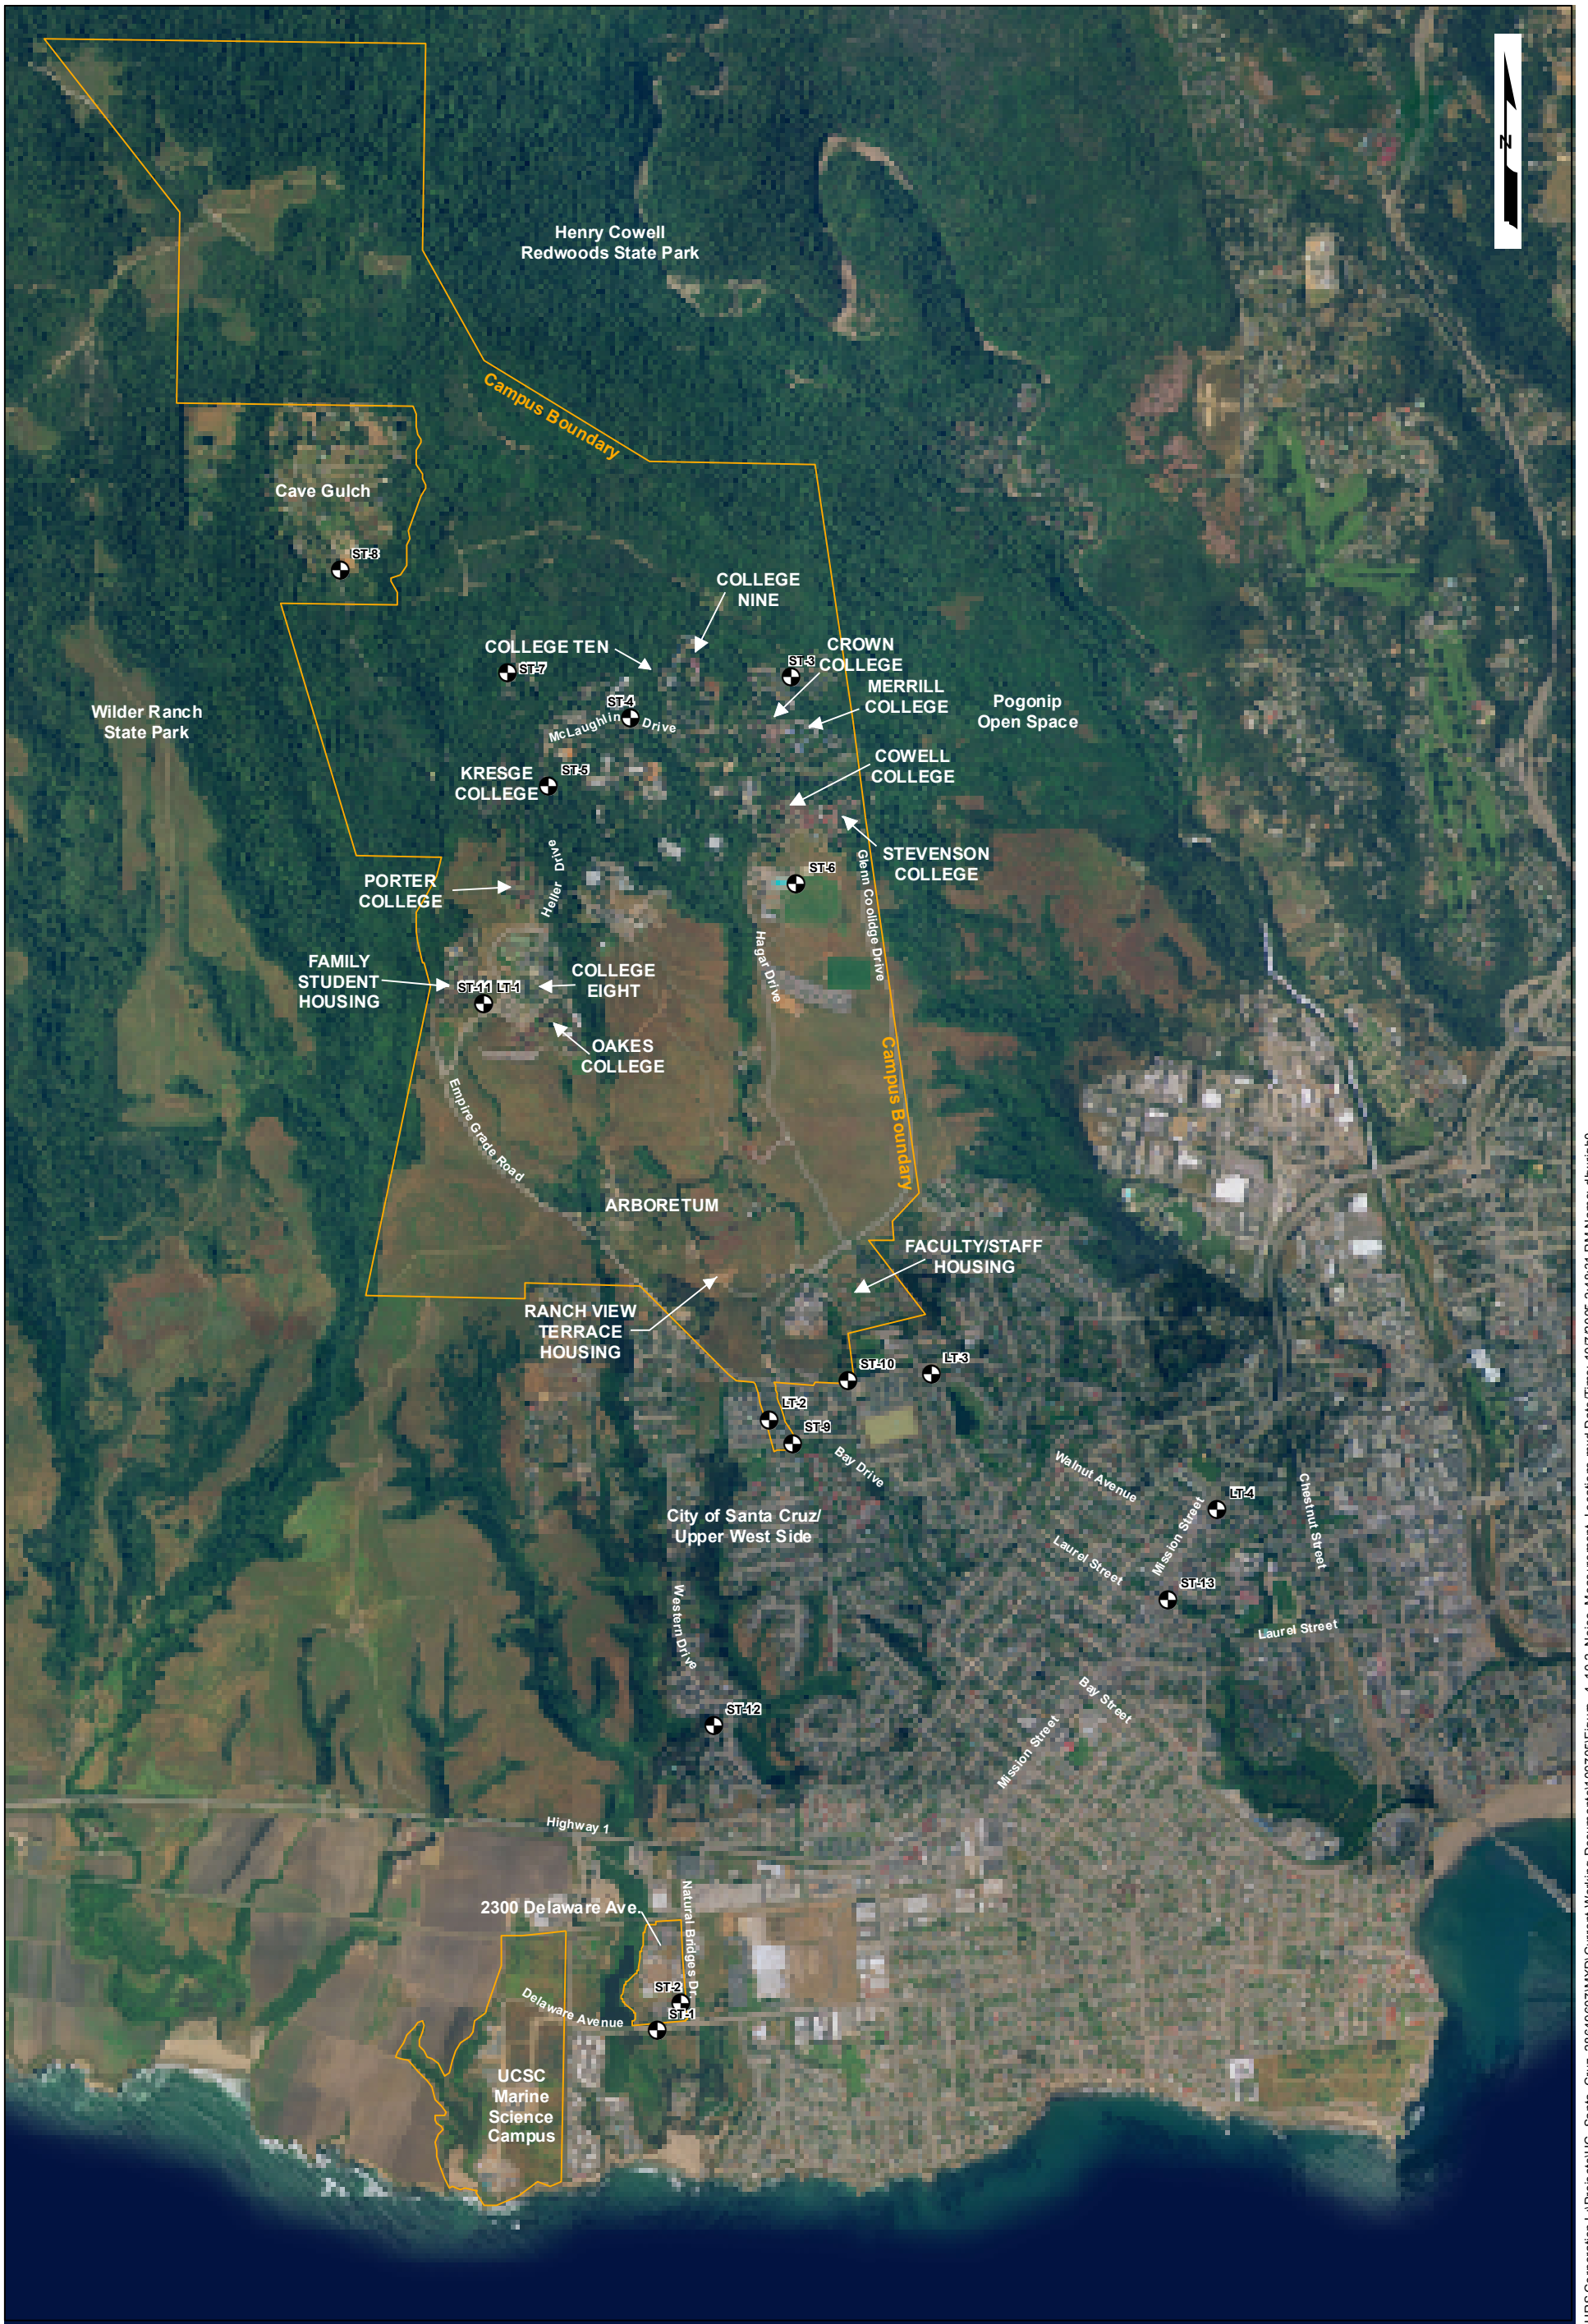 N
Henry Cowell
Redwoods State Park
Campus Boundary
Cave Gulch
ST-8
COLLEGE
NINE
COLLEGE TEN
ST-7
ST-3
CROWN
COLLEGE
MERRILL
COLLEGE
Wilder Ranch
State Park
ST-4
McLaughlin Drive
Pogonip
Open Space
KRESGE
COLLEGE
ST-5
COWELL
COLLEGE
STEVENSON
COLLEGE
PORTER
COLLEGE
Heller Drive
ST-6
Glenn Coolidge Drive
Hagar Drive
FAMILY
STUDENT
HOUSING
ST-11 LT-1
COLLEGE
EIGHT
OAKES
COLLEGE
Campus Boundary
Empire Grade Road
ARBORETUM
FACULTY/STAFF
HOUSING
RANCH VIEW
TERRACE
HOUSING
ST-10
LT-3
LT-2
ST-9
Bay Drive
Walnut Avenue
LT-4
Chestnut Street
City of Santa Cruz/
Upper West Side
Mission Street
Laurel Street
ST-13
Laurel Street
Western Drive
Bay Street
ST-12
Mission Street
Highway 1
2300 Delaware Ave.
Natural Bridges Dr.
ST-2
ST-1
Delaware Avenue
UCSC
Marine
Science
Campus